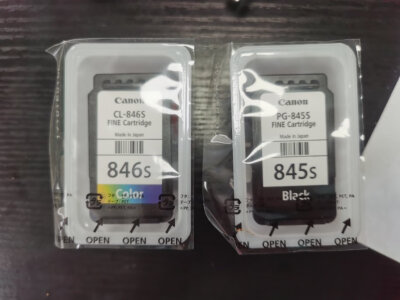 Canon
CL-846S
FINE Cartridge
Made in Japan
846s
Color
OPEN OPEN OPEN
Canon
PG-845S
FINE Cartridge
Made in Japan
845s
Black
OPEN OPEN OPEN